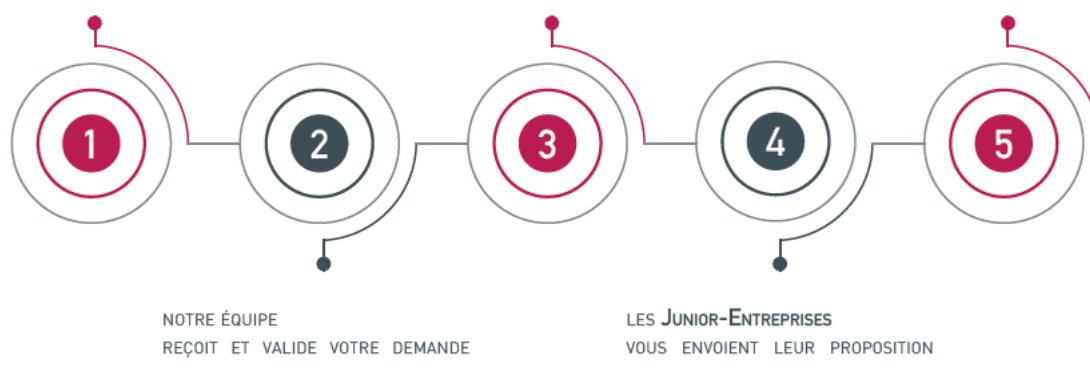 1 2 3 4 5
NOTRE ÉQUIPE
REÇOIT ET VALIDE VOTRE DEMANDE
LES JUNIOR-ENTREPRISES
VOUS ENVOIENT LEUR PROPOSITION